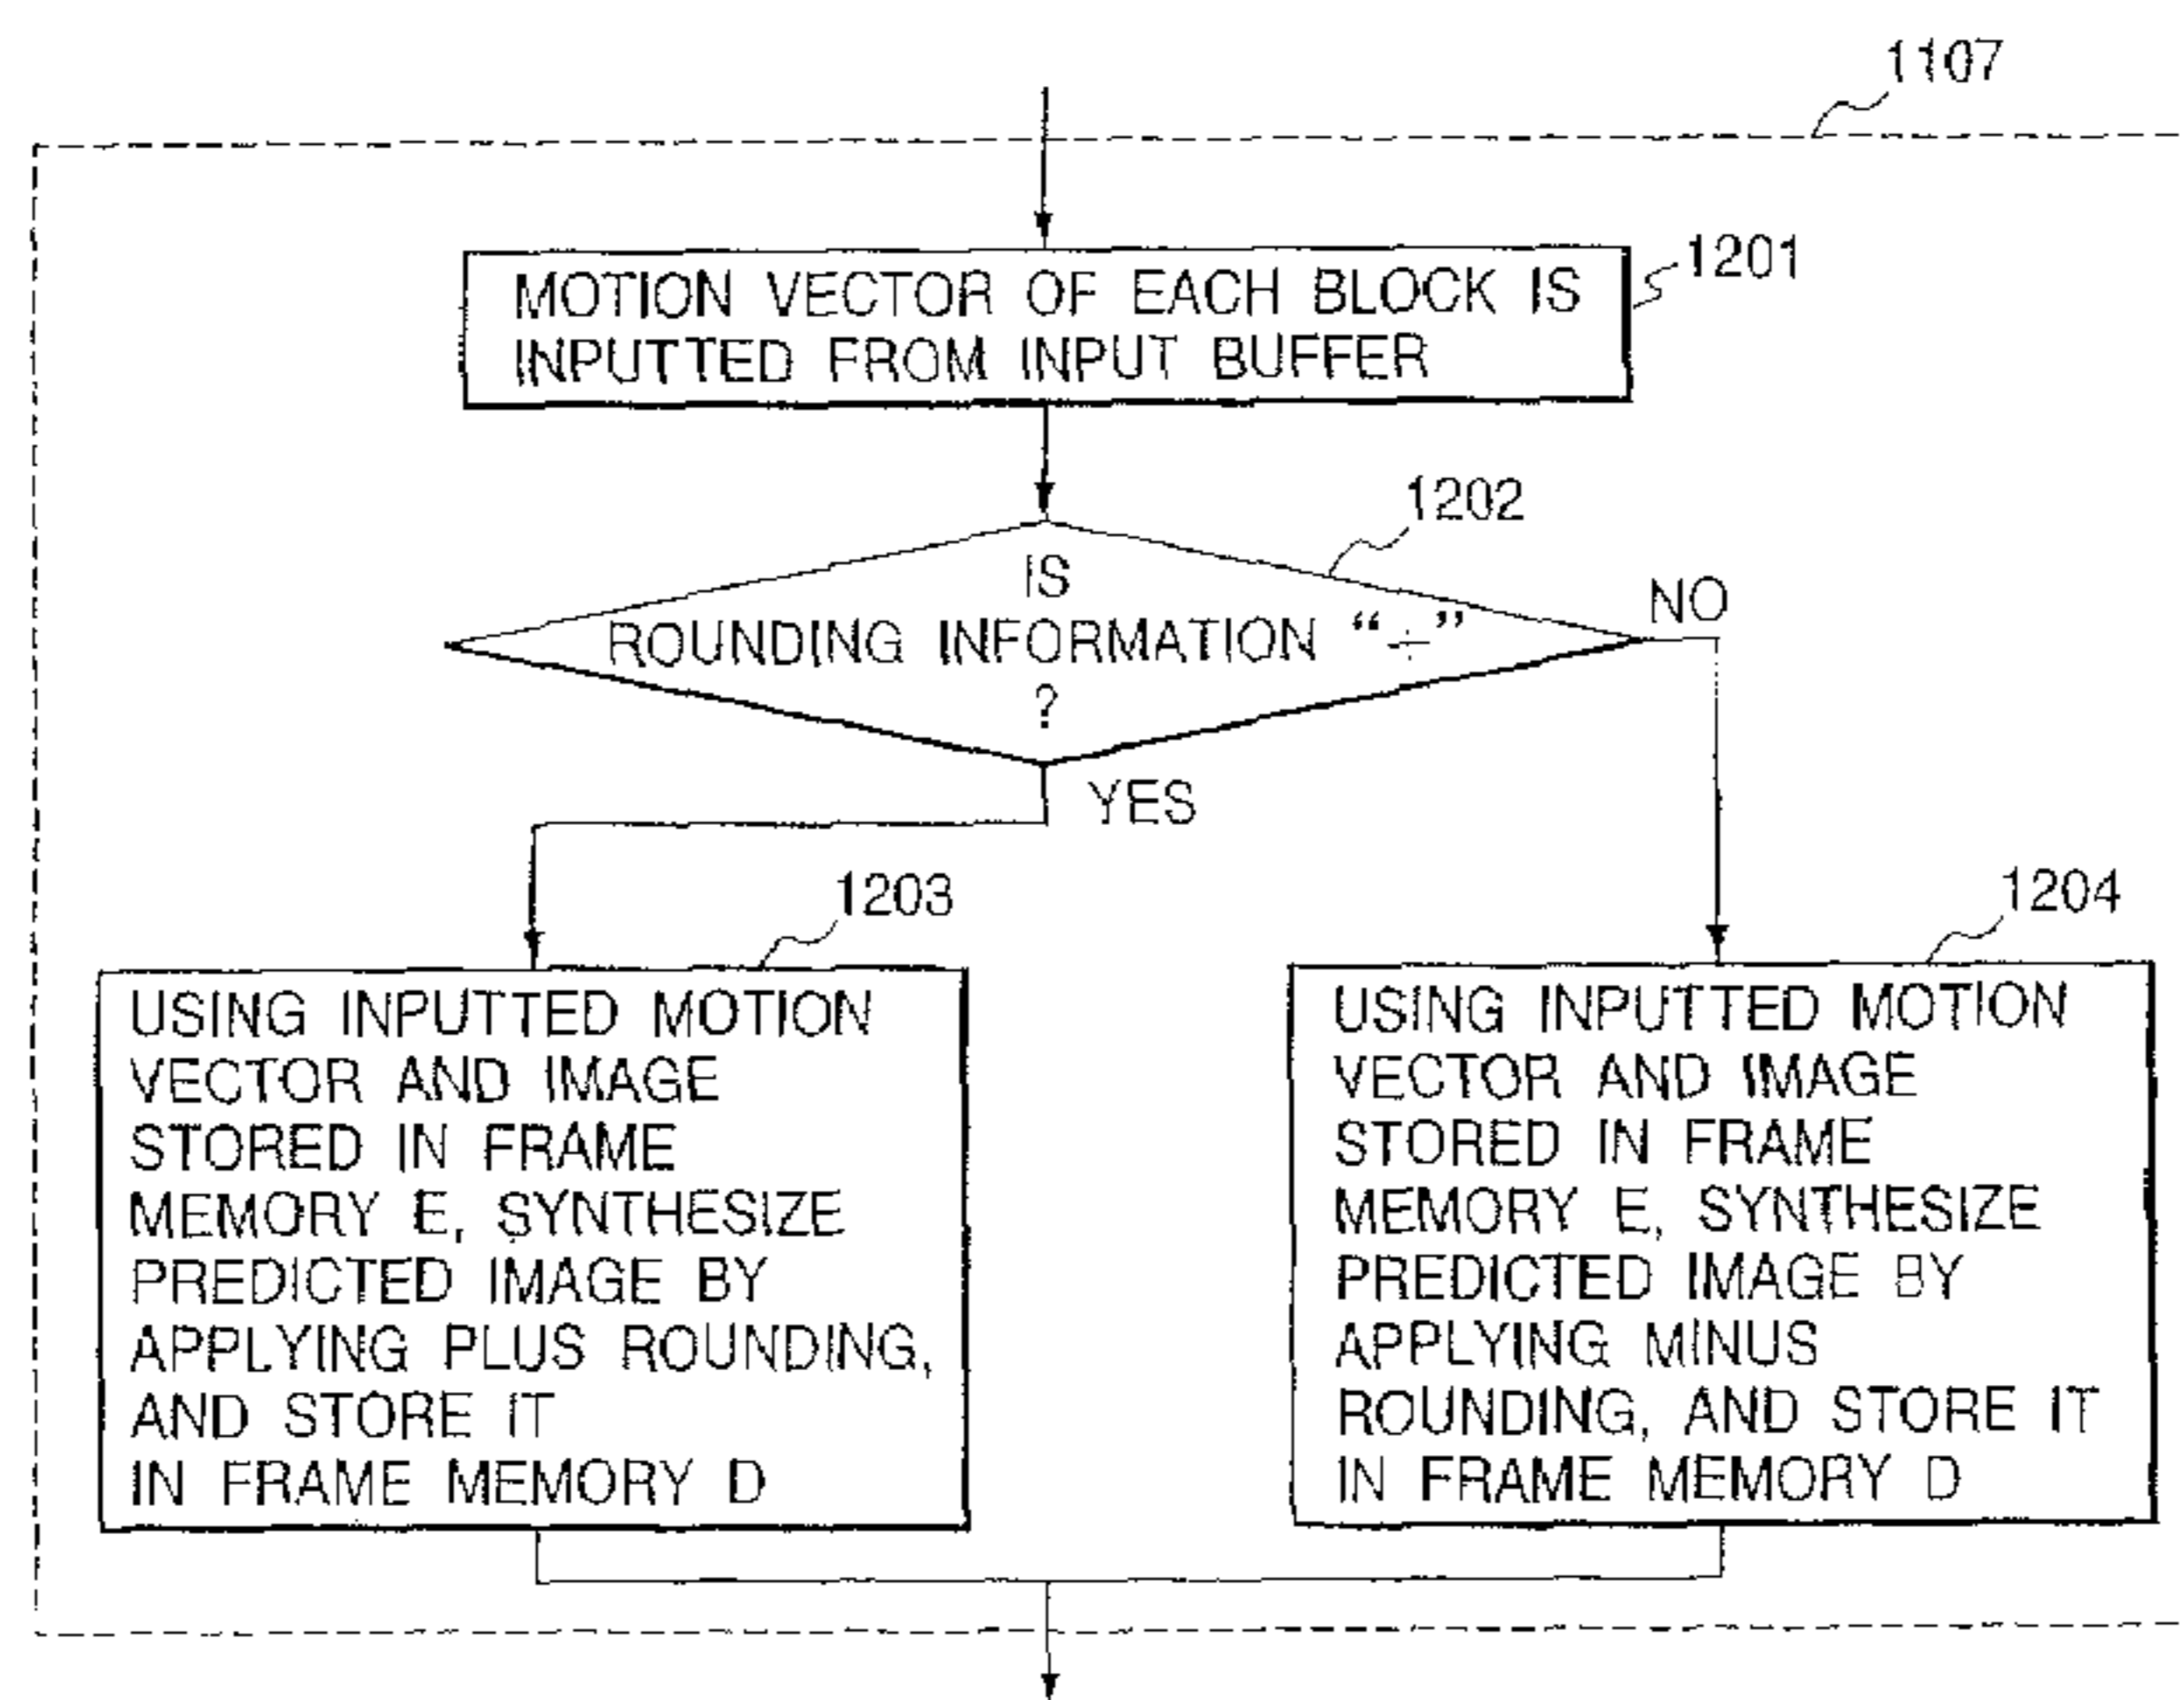 1107
MOTION VECTOR OF EACH BLOCK IS
INPUTTED FROM INPUT BUFFER
1201
1202
IS
ROUNDING INFORMATION “+”
?
NO
YES
1203
USING INPUTTED MOTION
VECTOR AND IMAGE
STORED IN FRAME
MEMORY E, SYNTHESIZE
PREDICTED IMAGE BY
APPLYING PLUS ROUNDING,
AND STORE IT
IN FRAME MEMORY D
1204
USING INPUTTED MOTION
VECTOR AND IMAGE
STORED IN FRAME
MEMORY E, SYNTHESIZE
PREDICTED IMAGE BY
APPLYING MINUS
ROUNDING, AND STORE IT
IN FRAME MEMORY D